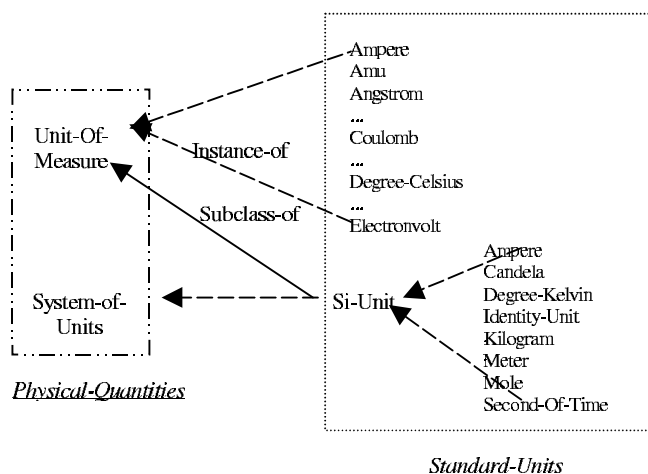 Ampere
Amu
Angstrom
...
Coulomb
...
Degree-Celsius
...
Electronvolt
Unit-Of-
Measure
Instance-of
Subclass-of
System-of-
Units
Si-Unit
Ampere
Candela
Degree-Kelvin
Identity-Unit
Kilogram
Meter
Mole
Second-Of-Time
Physical-Quantities
Standard-Units